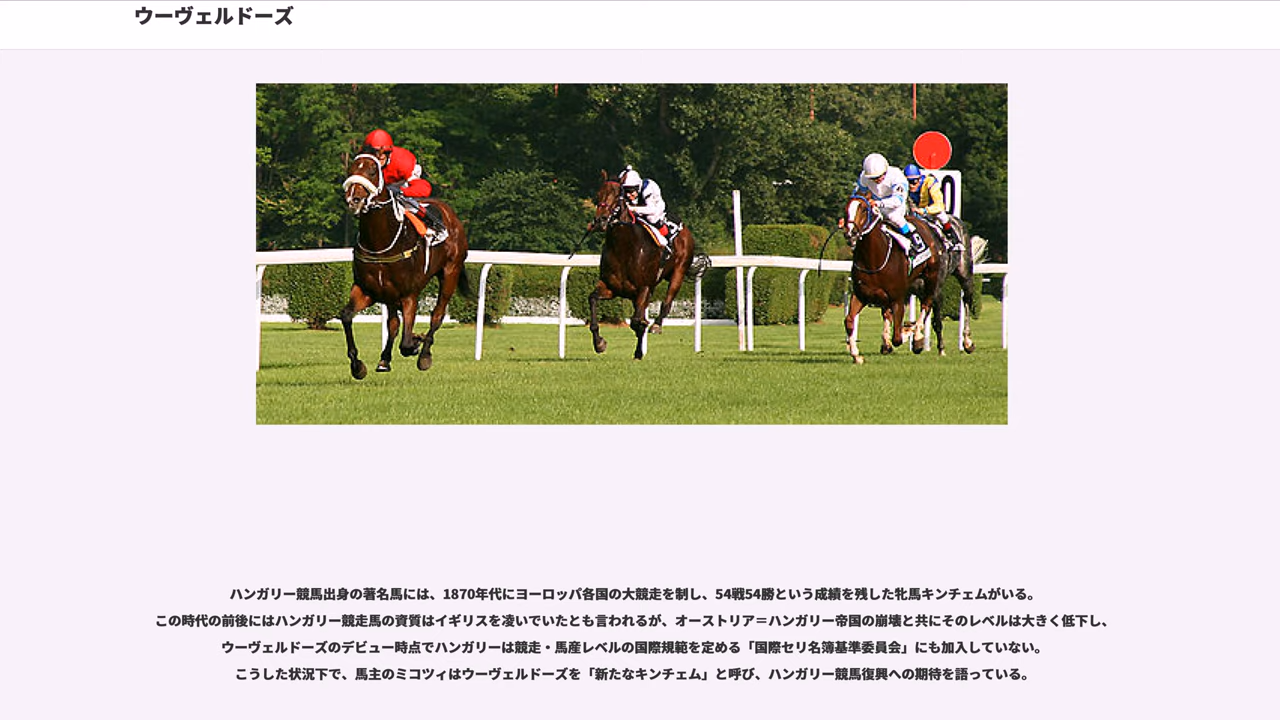 ウーヴェルドーズ
ハンガリー競馬出身の著名馬には、1870年代にヨーロッパ各国の大競走を制し、54戦54勝という成績を残した牝馬キンチェムがいる。
この時代の前後にはハンガリー競走馬の資質はイギリスを凌いでいたとも言われるが、オーストリア＝ハンガリー帝国の崩壊と共にそのレベルは大きく低下し、
ウーヴェルドーズのデビュー時点でハンガリーは競走・馬産レベルの国際規範を定める「国際セリ名簿基準委員会」にも加入していない。
こうした状況下で、馬主のミコツィはウーヴェルドーズを「新たなキンチェム」と呼び、ハンガリー競馬復興への期待を語っている。